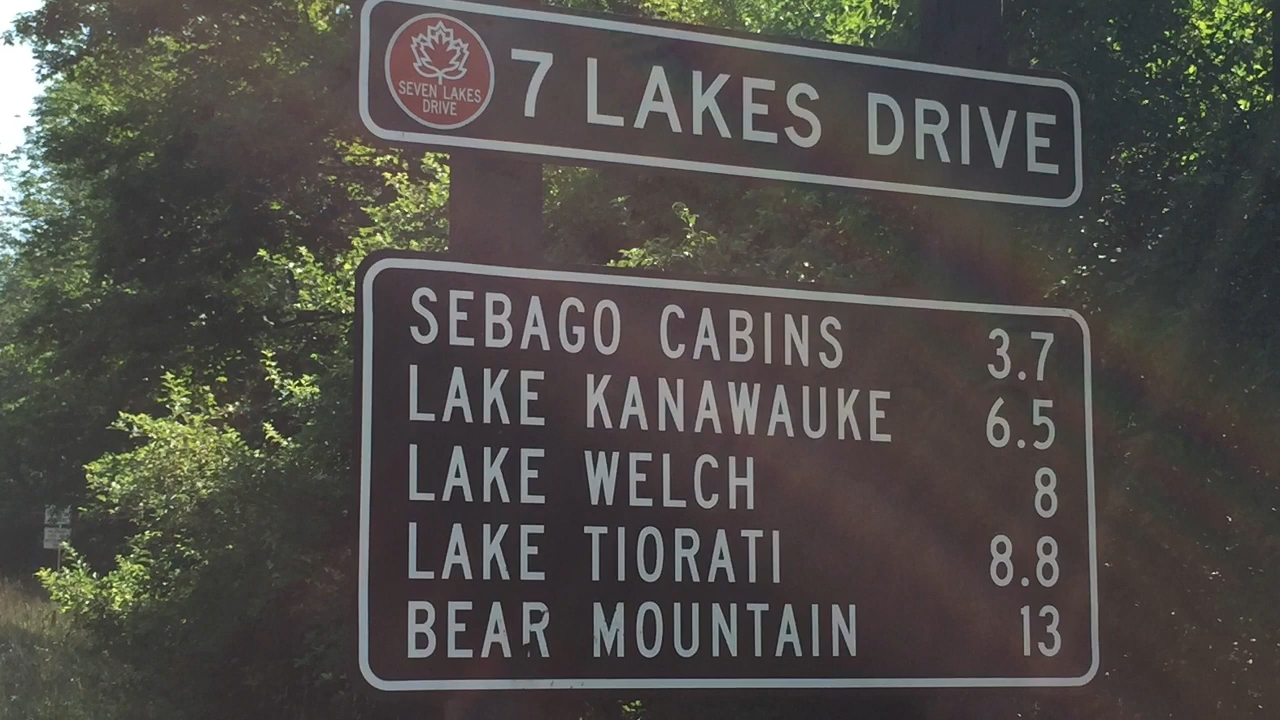 SEVEN LAKES
DRIVE
7 LAKES DRIVE
SEBAGO CABINS 3.7
LAKE KANAWAUKE 6.5
LAKE WELCH 8
LAKE TIORATI 8.8
BEAR MOUNTAIN 13